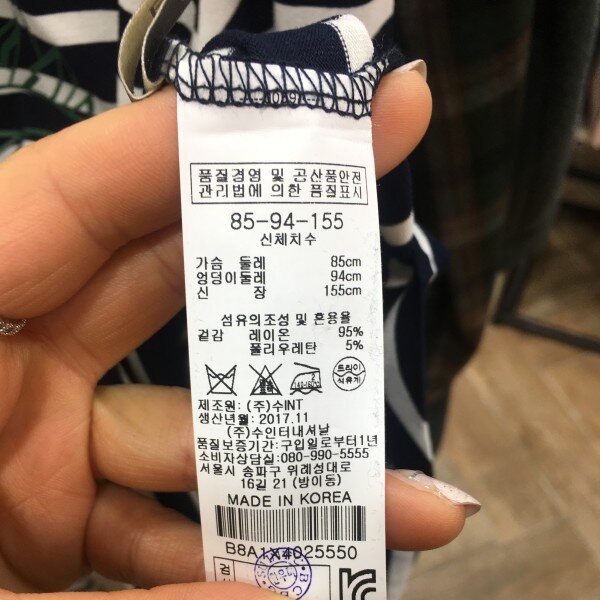 품질경영 및 공산품안전
관리법에 의한 품질표시
85-94-155
신체치수
가슴 둘레 85cm
엉덩이둘레 94cm
신 장 155cm
섬유의조성 및 혼용율
겉감 레이온 95%
폴리우레탄 5%
드라이
석유계
제조원: (주)수INT
생산년월: 2017.11
(주)수인터내셔날
품질보증기간: 구입일로부터1년
소비자상담실: 080-990-5555
서울시 송파구 위례성대로
16길 21 (방이동)
MADE IN KOREA
B8A1X4025550